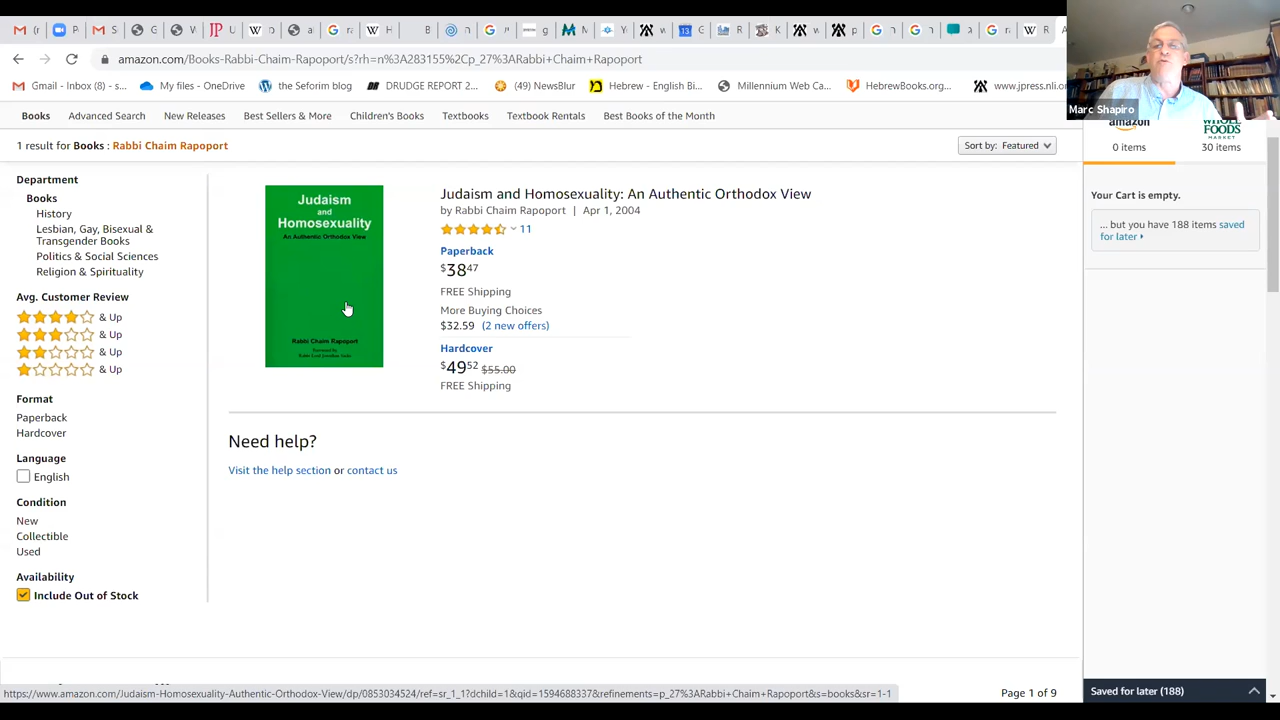 amazon.com/Books-Rabbi-Chaim-Rapoport/s?rh=n%3A283155%2Cp_27%3ARabbi+Chaim+Rapoport
Gmail - Inbox (8) - s...
My files - OneDrive
the Seforim blog
DRUDGE REPORT 2...
(49) NewsBlur
Hebrew - English Bi...
Millennium Web Ca...
HebrewBooks.org...
www.jpress.nli.o
Marc Shapiro
Books
Advanced Search
New Releases
Best Sellers & More
Children's Books
Textbooks
Textbook Rentals
Best Books of the Month
amazon
0 items
WHOLE
FOODS
MARKET
30 items
1 result for Books : Rabbi Chaim Rapoport
Sort by: Featured
Department
Books
History
Lesbian, Gay, Bisexual &
Transgender Books
Politics & Social Sciences
Religion & Spirituality
Avg. Customer Review
& Up
& Up
& Up
& Up
Format
Paperback
Hardcover
Language
English
Condition
New
Collectible
Used
Availability
Include Out of Stock
Judaism
and
Homosexuality
An Authentic Orthodox View
Rabbi Chaim Rapoport
Judaism and Homosexuality: An Authentic Orthodox View
by Rabbi Chaim Rapoport | Apr 1, 2004
11
Paperback
$38 47
FREE Shipping
More Buying Choices
$32.59 (2 new offers)
Hardcover
$49 52 $55.00
FREE Shipping
Need help?
Visit the help section or contact us
Your Cart is empty.
... but you have 188 items saved
for later
https://www.amazon.com/Judaism-Homosexuality-Authentic-Orthodox-View/dp/0853034524/ref=sr_1_1?dchild=1&qid=1594688337&refinements=p_27%3ARabbi+Chaim+Rapoport&s=books&sr=1-1
Page 1 of 9
Saved for later (188)